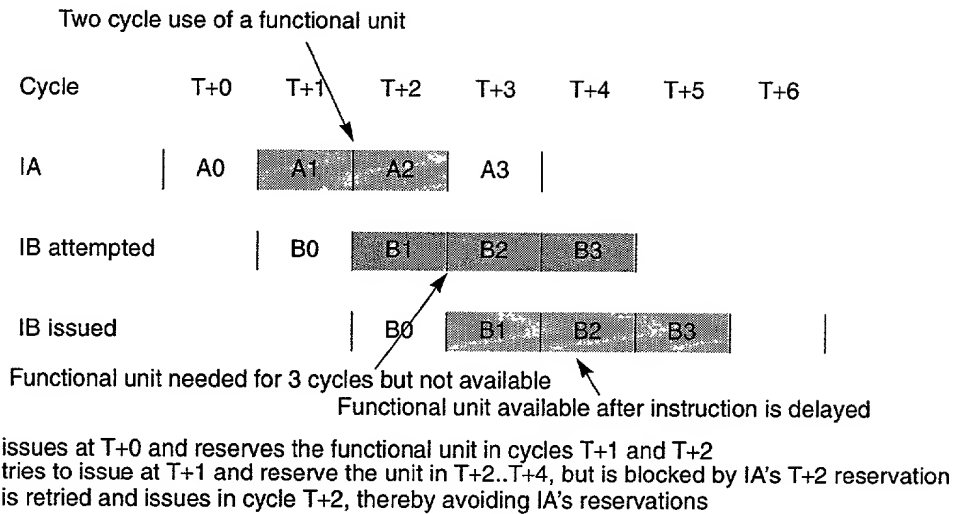 Two cycle use of a functional unit
Cycle T+0 T+1 T+2 T+3 T+4 T+5 T+6
IA A0 A1 A2 A3
IB attempted B0 B1 B2 B3
IB issued B0 B1 B2 B3
Functional unit needed for 3 cycles but not available
Functional unit available after instruction is delayed
issues at T+0 and reserves the functional unit in cycles T+1 and T+2
tries to issue at T+1 and reserve the unit in T+2..T+4, but is blocked by IA's T+2 reservation
is retried and issues in cycle T+2, thereby avoiding IA's reservations